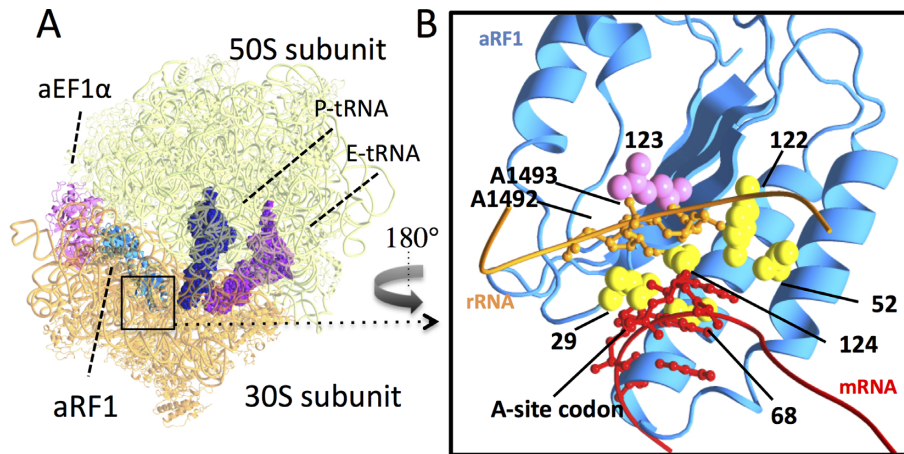 A
50S subunit
aEF1α
P-tRNA
E-tRNA
180°
aRF1
30S subunit
B
aRF1
123
122
A1493
A1492
rRNA
52
29
124
mRNA
A-site codon
68